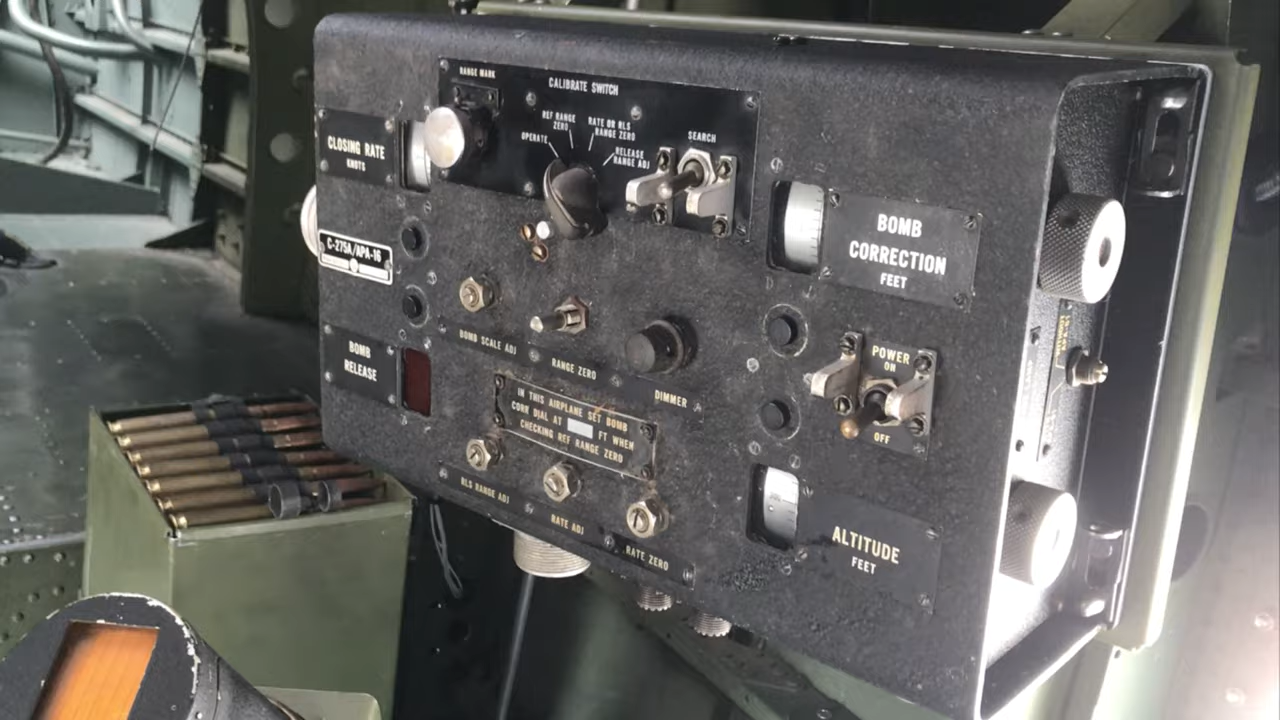 RANGE MARK
CALIBRATE SWITCH
REF RANGE
ZERO
RATE OR RLS
RANGE ZERO
OPERATE
RELEASE
RANGE ADJ
SEARCH
CLOSING RATE
KNOTS
C-275A/APA-16
BOMB
CORRECTION
FEET
BOMB SCALE ADJ
RANGE ZERO
DIMMER
BOMB
RELEASE
POWER
ON
OFF
IN THIS AIRPLANE SET BOMB
CORR DIAL AT FT WHEN
CHECKING REF RANGE ZERO
RLS RANGE ADJ
RATE ADJ
RATE ZERO
ALTITUDE
FEET